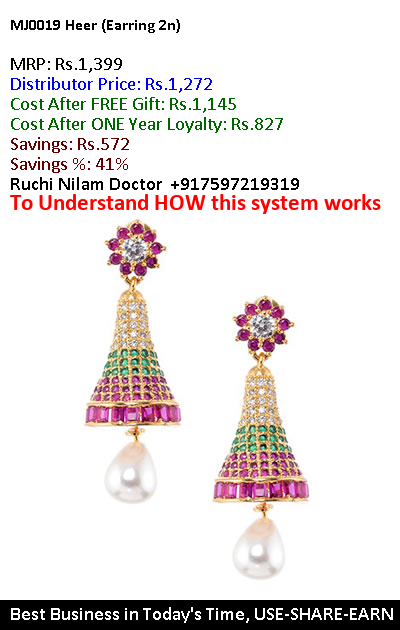 MJ0019 Heer (Earring 2n)
MRP: Rs.1,399
Distributor Price: Rs.1,272
Cost After FREE Gift: Rs.1,145
Cost After ONE Year Loyalty: Rs.827
Savings: Rs.572
Savings %: 41%
Ruchi Nilam Doctor +917597219319
To Understand HOW this system works
Best Business in Today's Time, USE-SHARE-EARN